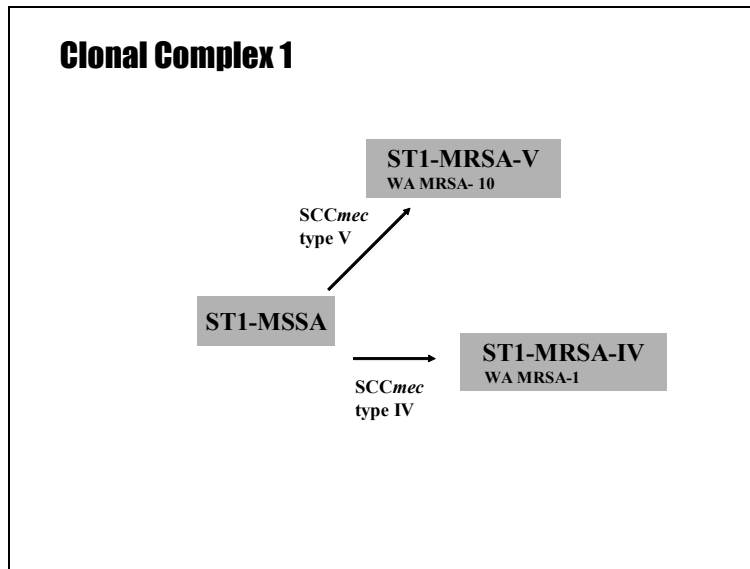 Clonal Complex 1
ST1-MRSA-V
WA MRSA- 10
SCCmec
type V
ST1-MSSA
ST1-MRSA-IV
WA MRSA-1
SCCmec
type IV